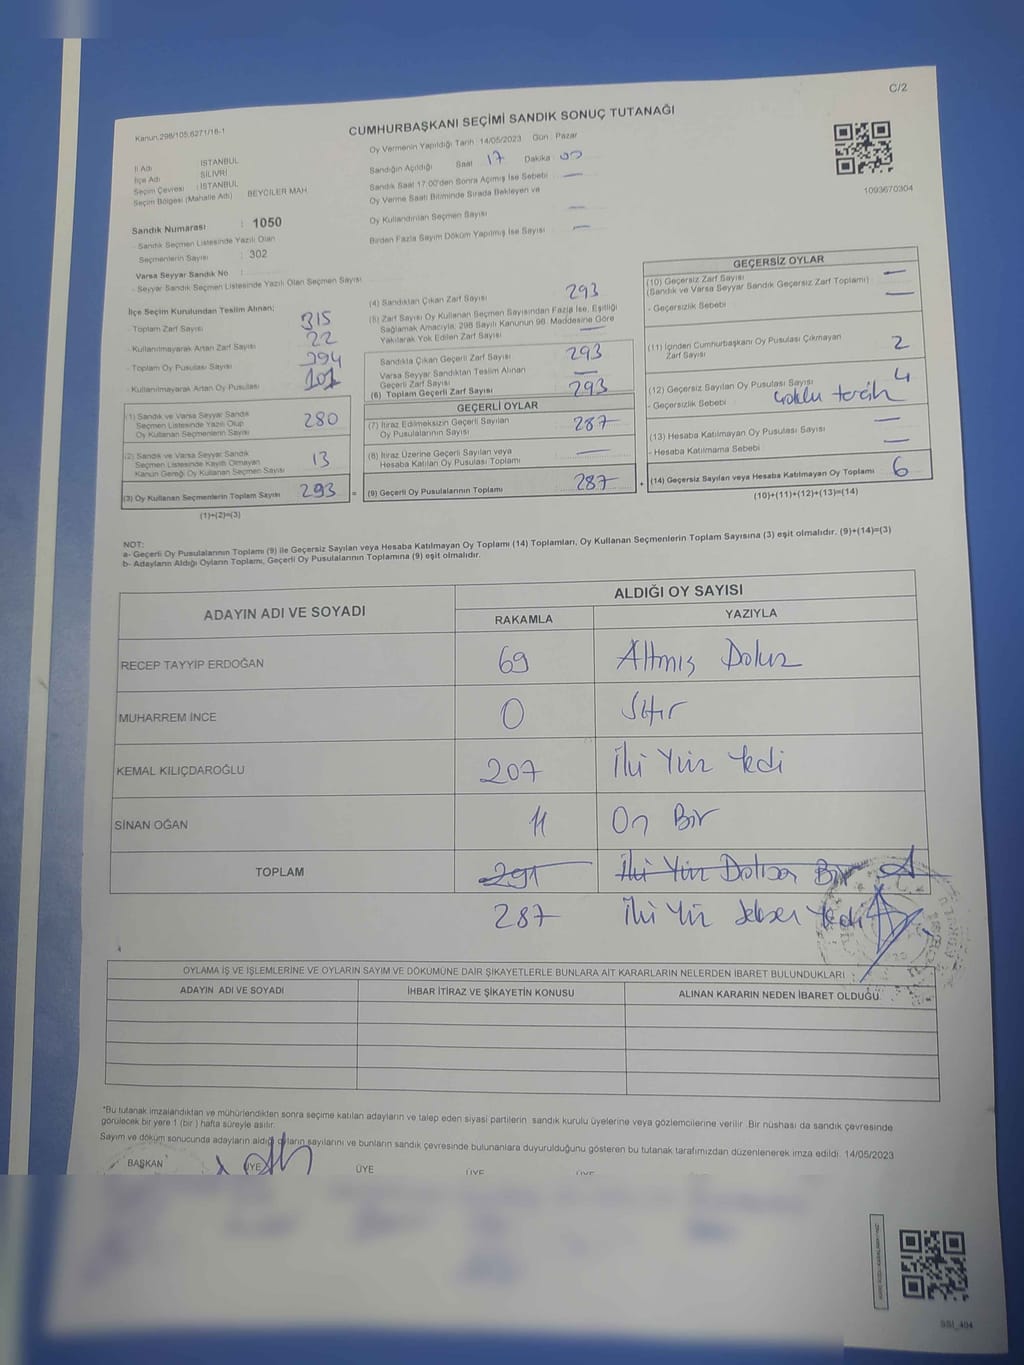 C/2
Kanun,298/105,6271/16-1
CUMHURBAŞKANI SEÇİMİ SANDIK SONUÇ TUTANAĞI
1093670304
İl Adı İSTANBUL
İlçe Adı SİLİVRİ
Seçim Çevresi : İSTANBUL
Seçim Bölgesi (Mahalle Adı) BEYCİLER MAH.
Sandık Numarası : 1050
- Sandık Seçmen Listesinde Yazılı Olan
Seçmenlerin Sayısı : 302
Varsa Seyyar Sandık No :
- Seyyar Sandık Seçmen Listesinde Yazılı Olan Seçmen Sayısı
Oy Vermenin Yapıldığı Tarih :14/05/2023 Gün : Pazar
Sandığın Açıldığı Saat 17 Dakika 00
Sandık Saat 17:00'den Sonra Açılmış İse Sebebi —
Oy Verme Saati Bitiminde Sırada Bekleyen ve
Oy Kullandırılan Seçmen Sayısı —
Birden Fazla Sayım Döküm Yapılmış İse Sayısı —
İlçe Seçim Kurulundan Teslim Alınan;
- Toplam Zarf Sayısı 315
- Kullanılmayarak Artan Zarf Sayısı 22
- Toplam Oy Pusulası Sayısı 394
- Kullanılmayarak Artan Oy Pusulası 101
(1) Sandık ve Varsa Seyyar Sandık
Seçmen Listesinde Yazılı Olup
Oy Kullanan Seçmenlerin Sayısı 280
(2) Sandık ve Varsa Seyyar Sandık
Seçmen Listesinde Kayıtlı Olmayan
Kanun Gereği Oy Kullanan Seçmen Sayısı 13
(3) Oy Kullanan Seçmenlerin Toplam Sayısı 293 =
(1)+(2)=(3)
(4) Sandıktan Çıkan Zarf Sayısı 293
(5) Zarf Sayısı Oy Kullanan Seçmen Sayısından Fazla İse, Eşitliği
Sağlamak Amacıyla, 298 Sayılı Kanunun 98. Maddesine Göre
Yakılarak Yok Edilen Zarf Sayısı —
Sandıkta Çıkan Geçerli Zarf Sayısı 293
Varsa Seyyar Sandıktan Teslim Alınan
Geçerli Zarf Sayısı —
(6) Toplam Geçerli Zarf Sayısı 293
GEÇERLİ OYLAR
(7) İtiraz Edilmeksizin Geçerli Sayılan
Oy Pusulalarının Sayısı 287
(8) İtiraz Üzerine Geçerli Sayılan veya
Hesaba Katılan Oy Pusulası Toplamı —
(9) Geçerli Oy Pusulalarının Toplamı 287 +
GEÇERSİZ OYLAR
(10) Geçersiz Zarf Sayısı —
(Sandık ve Varsa Seyyar Sandık Geçersiz Zarf Toplamı)
- Geçersizlik Sebebi —
(11) İçinden Cumhurbaşkanı Oy Pusulası Çıkmayan
Zarf Sayısı 2
(12) Geçersiz Sayılan Oy Pusulası Sayısı 4
- Geçersizlik Sebebi Çoklu tercih
(13) Hesaba Katılmayan Oy Pusulası Sayısı —
- Hesaba Katılmama Sebebi —
(14) Geçersiz Sayılan veya Hesaba Katılmayan Oy Toplamı 6
(10)+(11)+(12)+(13)=(14)
NOT:
a- Geçerli Oy Pusulalarının Toplamı (9) ile Geçersiz Sayılan veya Hesaba Katılmayan Oy Toplamı (14) Toplamları, Oy Kullanan Seçmenlerin Toplam Sayısına (3) eşit olmalıdır. (9)+(14)=(3)
b- Adayların Aldığı Oyların Toplamı, Geçerli Oy Pusulalarının Toplamına (9) eşit olmalıdır.
ADAYIN ADI VE SOYADI ALDIĞI OY SAYISI
RAKAMLA YAZIYLA
RECEP TAYYİP ERDOĞAN 69 Altmış Dokuz
MUHARREM İNCE 0 Sıfır
KEMAL KILIÇDAROĞLU 207 İki Yüz Yedi
SİNAN OĞAN 11 On Bir
TOPLAM 291 İki Yüz Doksan Bir
287 İki Yüz Seksen Yedi
OYLAMA İŞ VE İŞLEMLERİNE VE OYLARIN SAYIM VE DÖKÜMÜNE DAİR ŞİKAYETLERLE BUNLARA AİT KARARLARIN NELERDEN İBARET BULUNDUKLARI :
ADAYIN ADI VE SOYADI İHBAR İTİRAZ VE ŞİKAYETİN KONUSU ALINAN KARARIN NEDEN İBARET OLDUĞU
*Bu tutanak imzalandıktan ve mühürlendikten sonra seçime katılan adayların ve talep eden siyasi partilerin sandık kurulu üyelerine veya gözlemcilerine verilir. Bir nüshası da sandık çevresinde
görülecek bir yere 1 (bir ) hafta süreyle asılır.
Sayım ve döküm sonucunda adayların aldığı oyların sayılarını ve bunların sandık çevresinde bulunanlara duyurulduğunu gösteren bu tutanak tarafımızdan düzenlenerek imza edildi. 14/05/2023
BAŞKAN ÜYE ÜYE ÜYE ÜYE
SSI_404